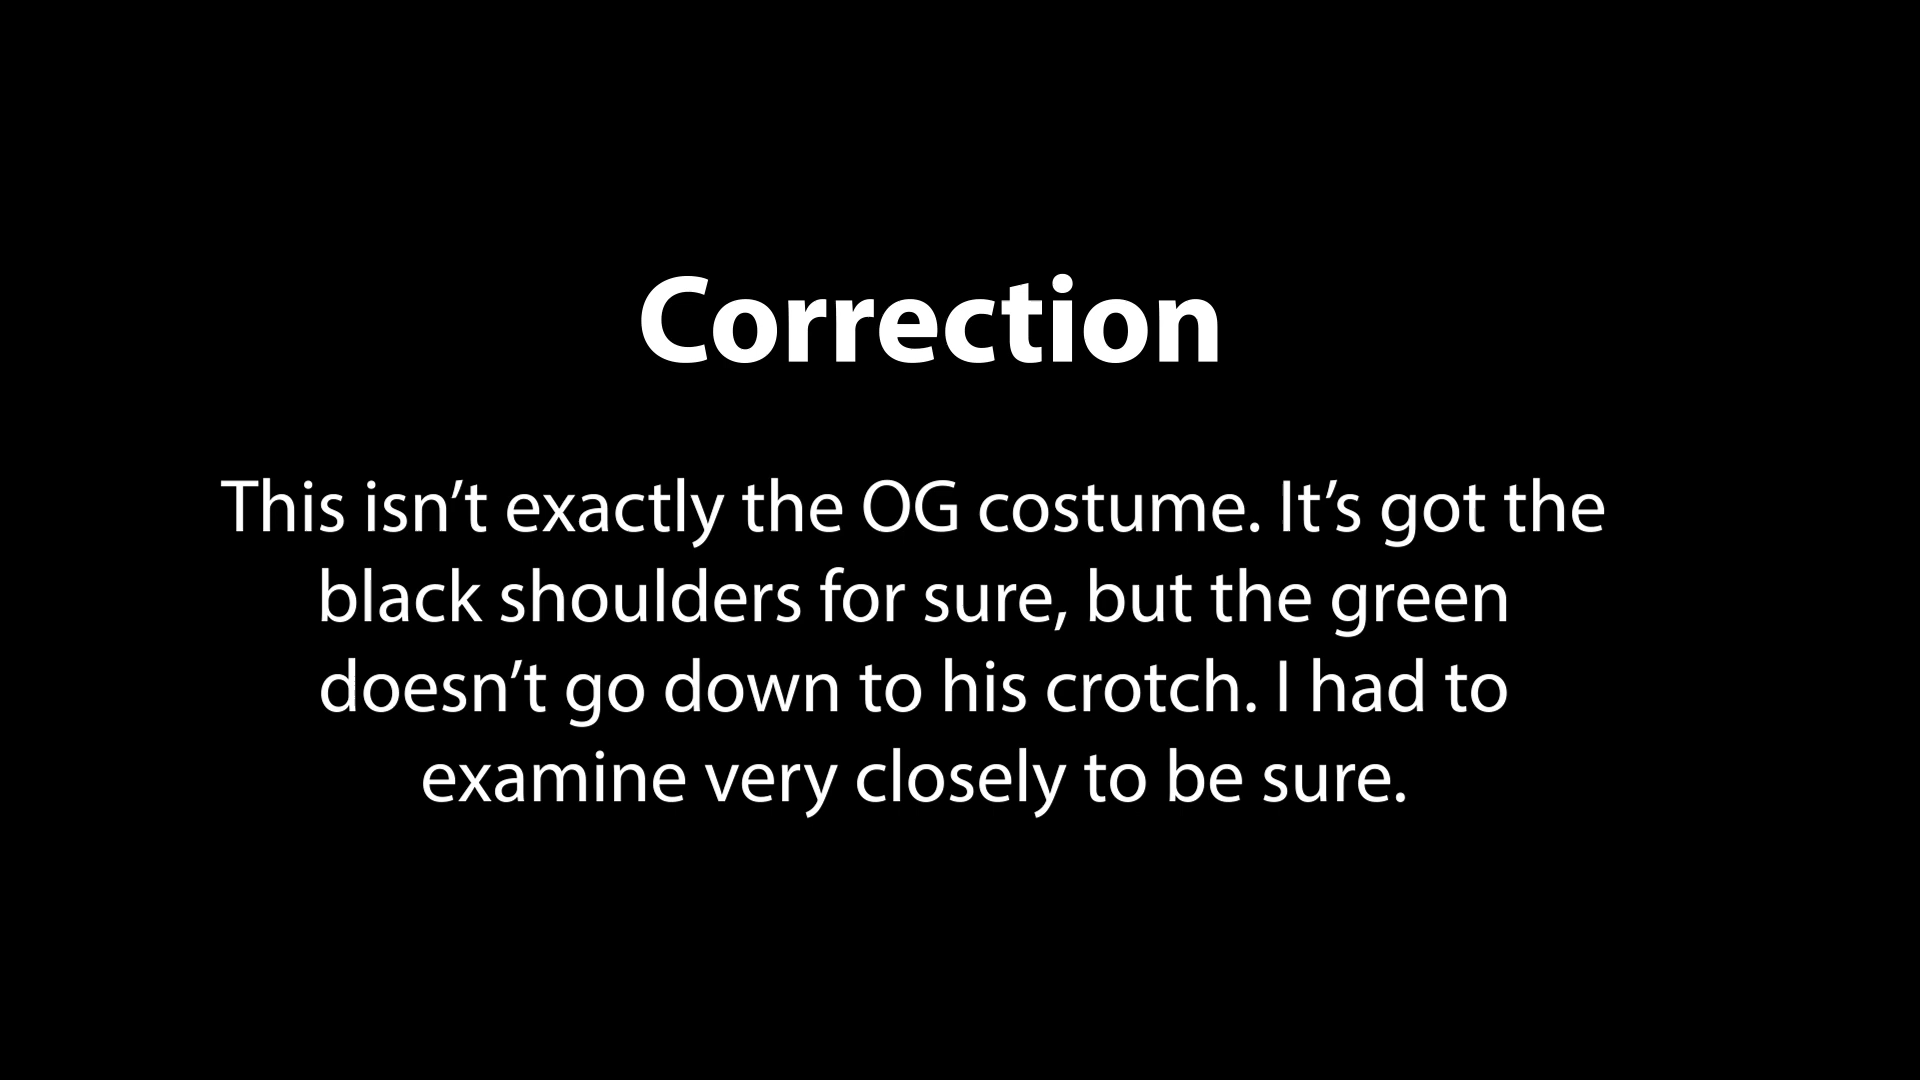 Correction
This isn’t exactly the OG costume. It’s got the
black shoulders for sure, but the green
doesn’t go down to his crotch. I had to
examine very closely to be sure.